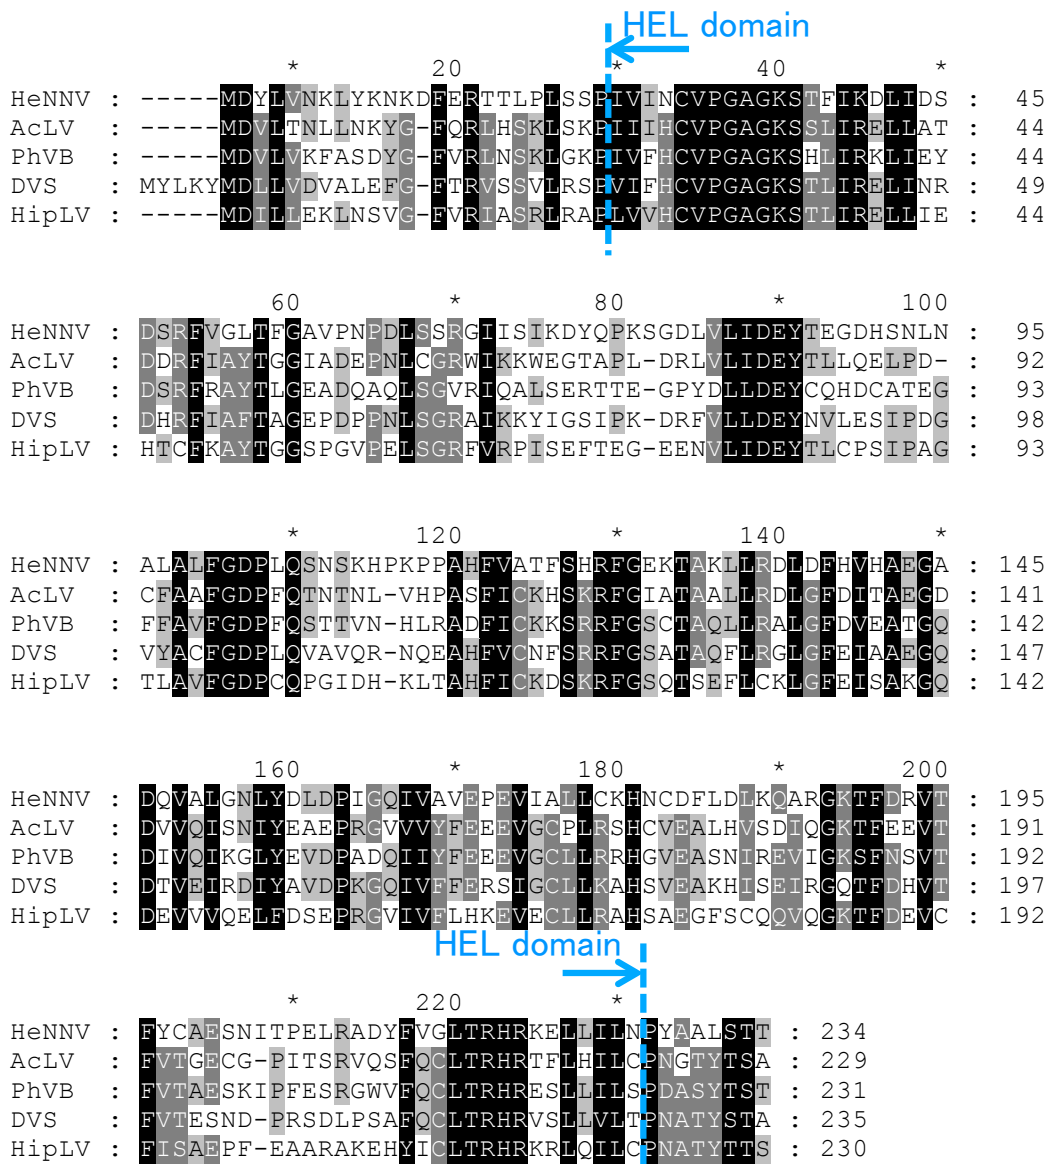 HEL domain
* 20 * 40 *
HeNNV : -----MDYLVNKLYKNKDFERTTLPLSSPIVINCVPGAGKSTFIKDLIDS : 45
AcLV : -----MDVLTNLLNKYG-FQRLHSKLSKPIIIHCVPGAGKSSLIRELLAT : 44
PhVB : -----MDVLVKFASDYG-FVRLNSKLGKPIVFHCVPGAGKSHLIRKLIEY : 44
DVS : MYLKYMDLLVDVALEFG-FTRVSSVLRSPVIFHCVPGAGKSTLIRELINR : 49
HipLV : -----MDILLEKLNSVG-FVRIASRLRAPLVVHCVPGAGKSTLIRELLIE : 44
60 * 80 * 100
HeNNV : DSRFVGLTFGAVPNPDLSSRGIISIKDYQPKSGDLVLIDEYTEGDHSNLN : 95
AcLV : DDRFIAYTGGIADEPNLCGRWIKKWEGTAPL-DRLVLIDEYTLLQELPD- : 92
PhVB : DSRFRAYTLGEADQAQLSGVRIQALSERTTE-GPYDLLDEYCQHDCATEG : 93
DVS : DHRFIAFTAGEPDPPNLSGRAIKKYIGSIPK-DRFVLLDEYNVLESIPDG : 98
HipLV : HTCFKAYTGGSPGVPELSGRFVRPISEFTEG-EENVLIDEYTLCPSIPAG : 93
* 120 * 140 *
HeNNV : ALALFGDPLQSNSKHPKPPAHFVATFSHRFGEKTAKLLRDLDFHVHAEGA : 145
AcLV : CFAAFGDPFQTNTNL-VHPASFICKHSKRFGIATAALLRDLGFDITAEGD : 141
PhVB : FFAVFGDPFQSTTVN-HLRADFICKKSRRFGSCTAQLLRALGFDVEATGQ : 142
DVS : VYACFGDPLQVAVQR-NQEAHFVCNFSRRFGSATAQFLRGLGFEIAAEGQ : 147
HipLV : TLAVFGDPCQPGIDH-KLTAHFICKDSKRFGSQTSEFLCKLGFEISAKGQ : 142
160 * 180 * 200
HeNNV : DQVALGNLYDLDPIGQIVAVEPEVIALLCKHNCDFLDLKQARGKTFDRVT : 195
AcLV : DVVQISNIYEAEPRGVVVYFEEEVGCPLRSHCVEALHVSDIQGKTFEEVT : 191
PhVB : DIVQIKGLYEVDPADQIIYFEEEVGCLLRRHGVEASNIREVIGKSFNSVT : 192
DVS : DTVEIRDIYAVDPKGQIVFFERSIGCLLKAHSVEAKHISEIRGQTFDHVT : 197
HipLV : DEVVVQELFDSEPRGVIVFLHKEVECLLRAHSAEGFSCQQVQGKTFDEVC : 192
HEL domain
* 220 *
HeNNV : FYCAESNITPELRADYFVGLTRHRKELLILNPYAALSTT : 234
AcLV : FVTGECG-PITSRVQSFQCLTRHRTFLHILCPNGTYTSA : 229
PhVB : FVTAESKIPFESRGWVFQCLTRHRESLLILSPDASYTST : 231
DVS : FVTESND-PRSDLPSAFQCLTRHRVSLLVLTPNATYSTA : 235
HipLV : FISAEPF-EAARAKEHYICLTRHRKRLQILCPNATYTTS : 230